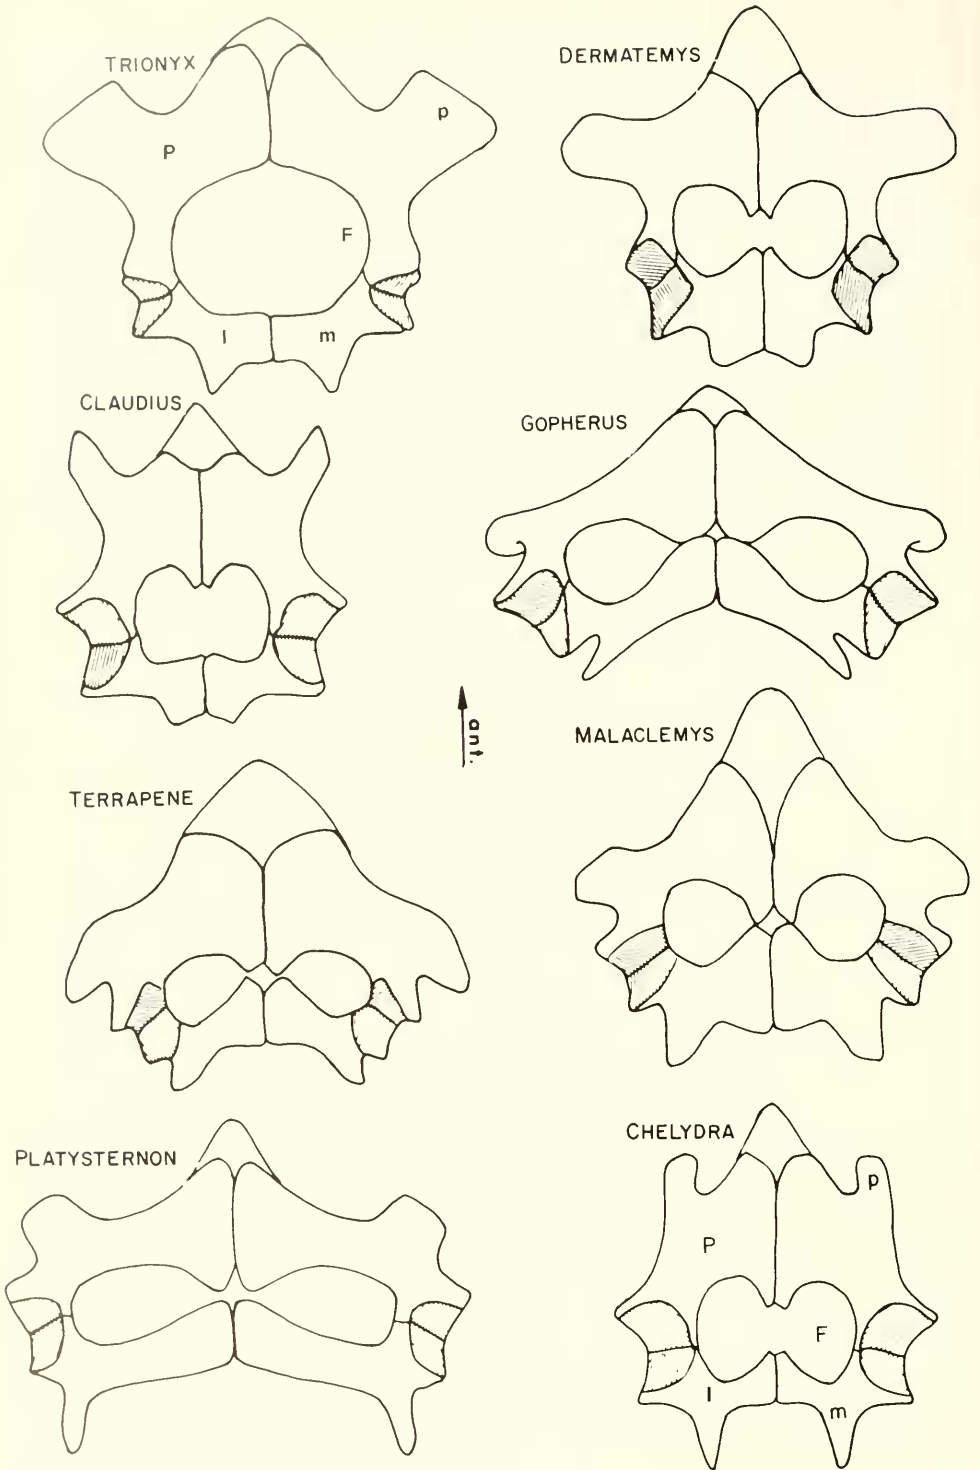 TRIONYX
P
p
F
I
m
DERMATEMYS
CLAUDIUS
GOPHERUS
ant.
TERRAPENE
MALACLEMYS
PLATYSTERNON
CHELYDRA
p
P
F
I
m